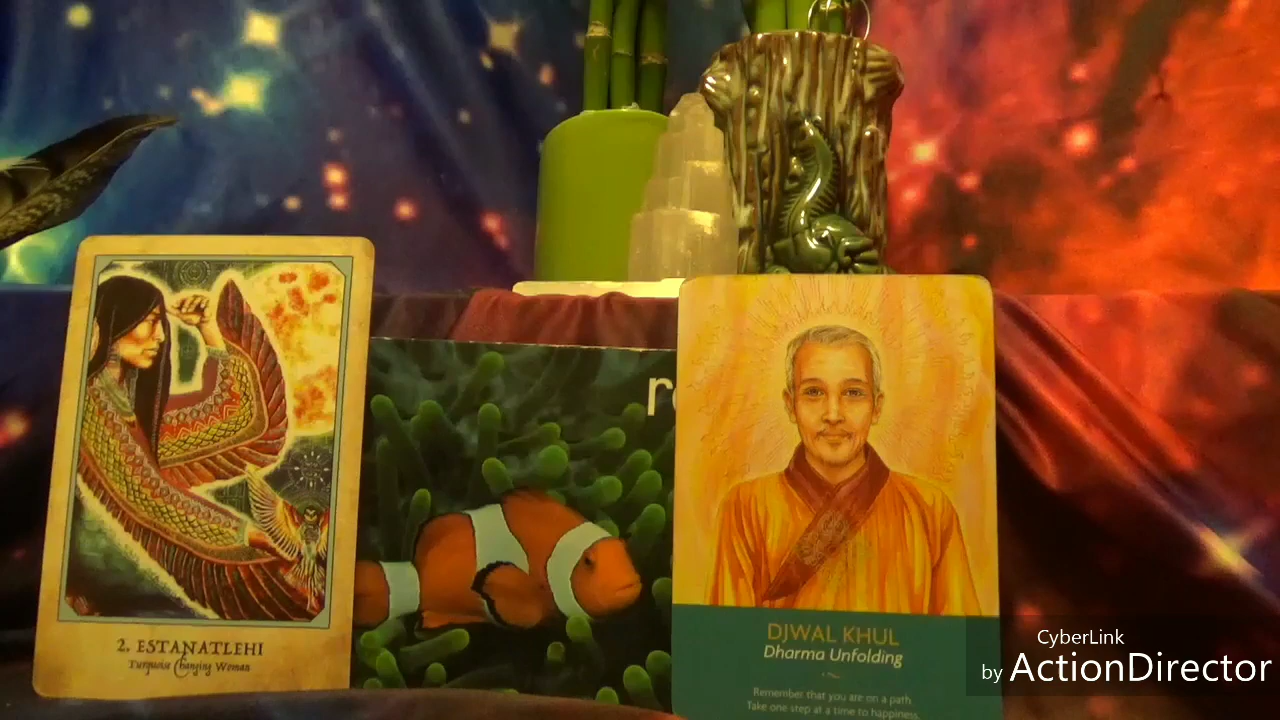 2. ESTANATLEHI
Turquoise Changing Woman
DJWAL KHUL
Dharma Unfolding
Remember that you are on a path.
Take one step at a time to happiness.
CyberLink
by ActionDirector